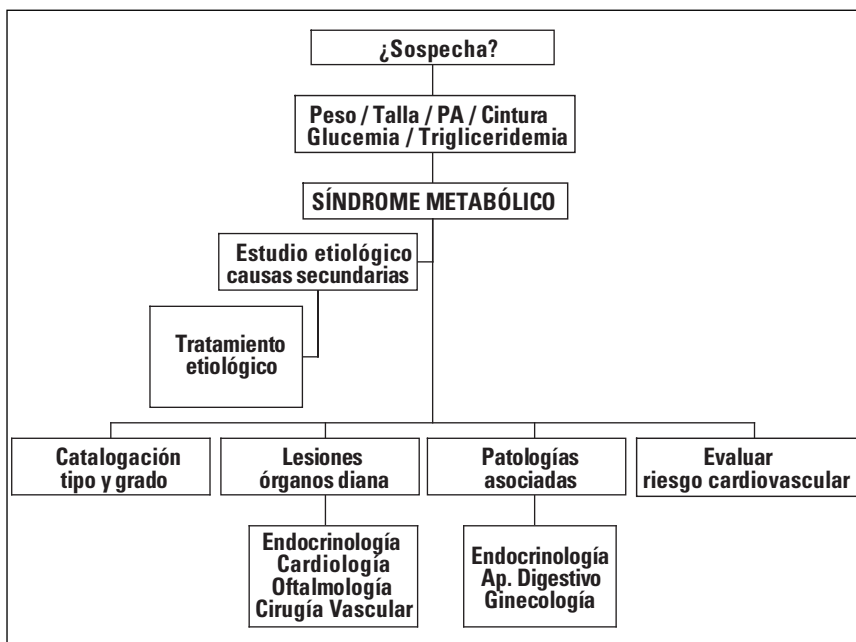 ¿Sospecha?
Peso / Talla / PA / Cintura
Glucemia / Trigliceridemia
SÍNDROME METABÓLICO
Estudio etiológico
causas secundarias
Tratamiento
etiológico
Catalogación
tipo y grado
Lesiones
órganos diana
Patologías
asociadas
Evaluar
riesgo cardiovascular
Endocrinología
Cardiología
Oftalmología
Cirugía Vascular
Endocrinología
Ap. Digestivo
Ginecología